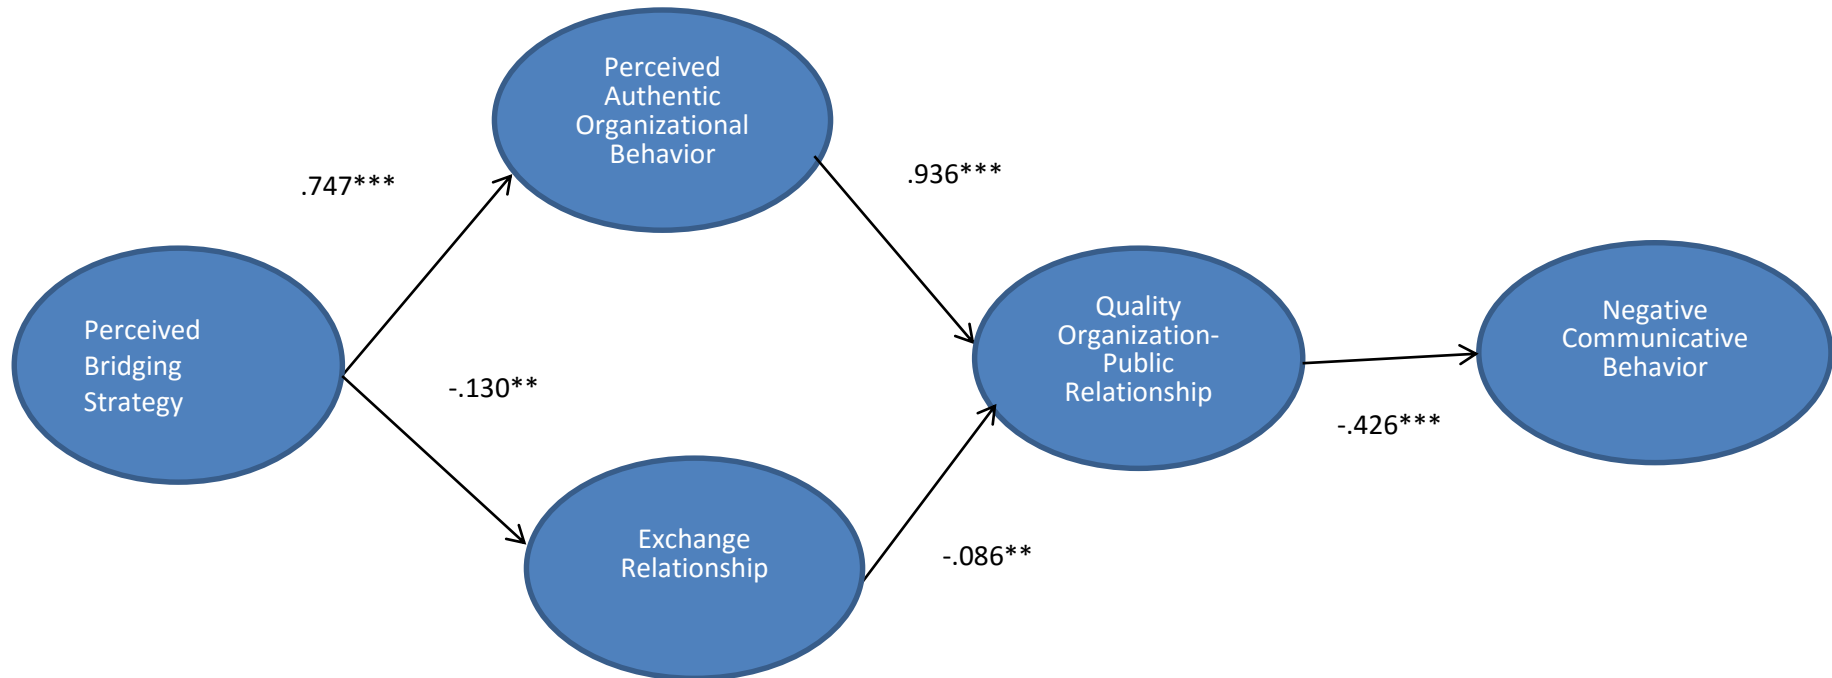 Perceived
Authentic
Organizational
Behavior
.747***
.936***
Perceived
Bridging
Strategy
-.130**
Quality
Organization-
Public
Relationship
Negative
Communicative
Behavior
-.426***
Exchange
Relationship
-.086**